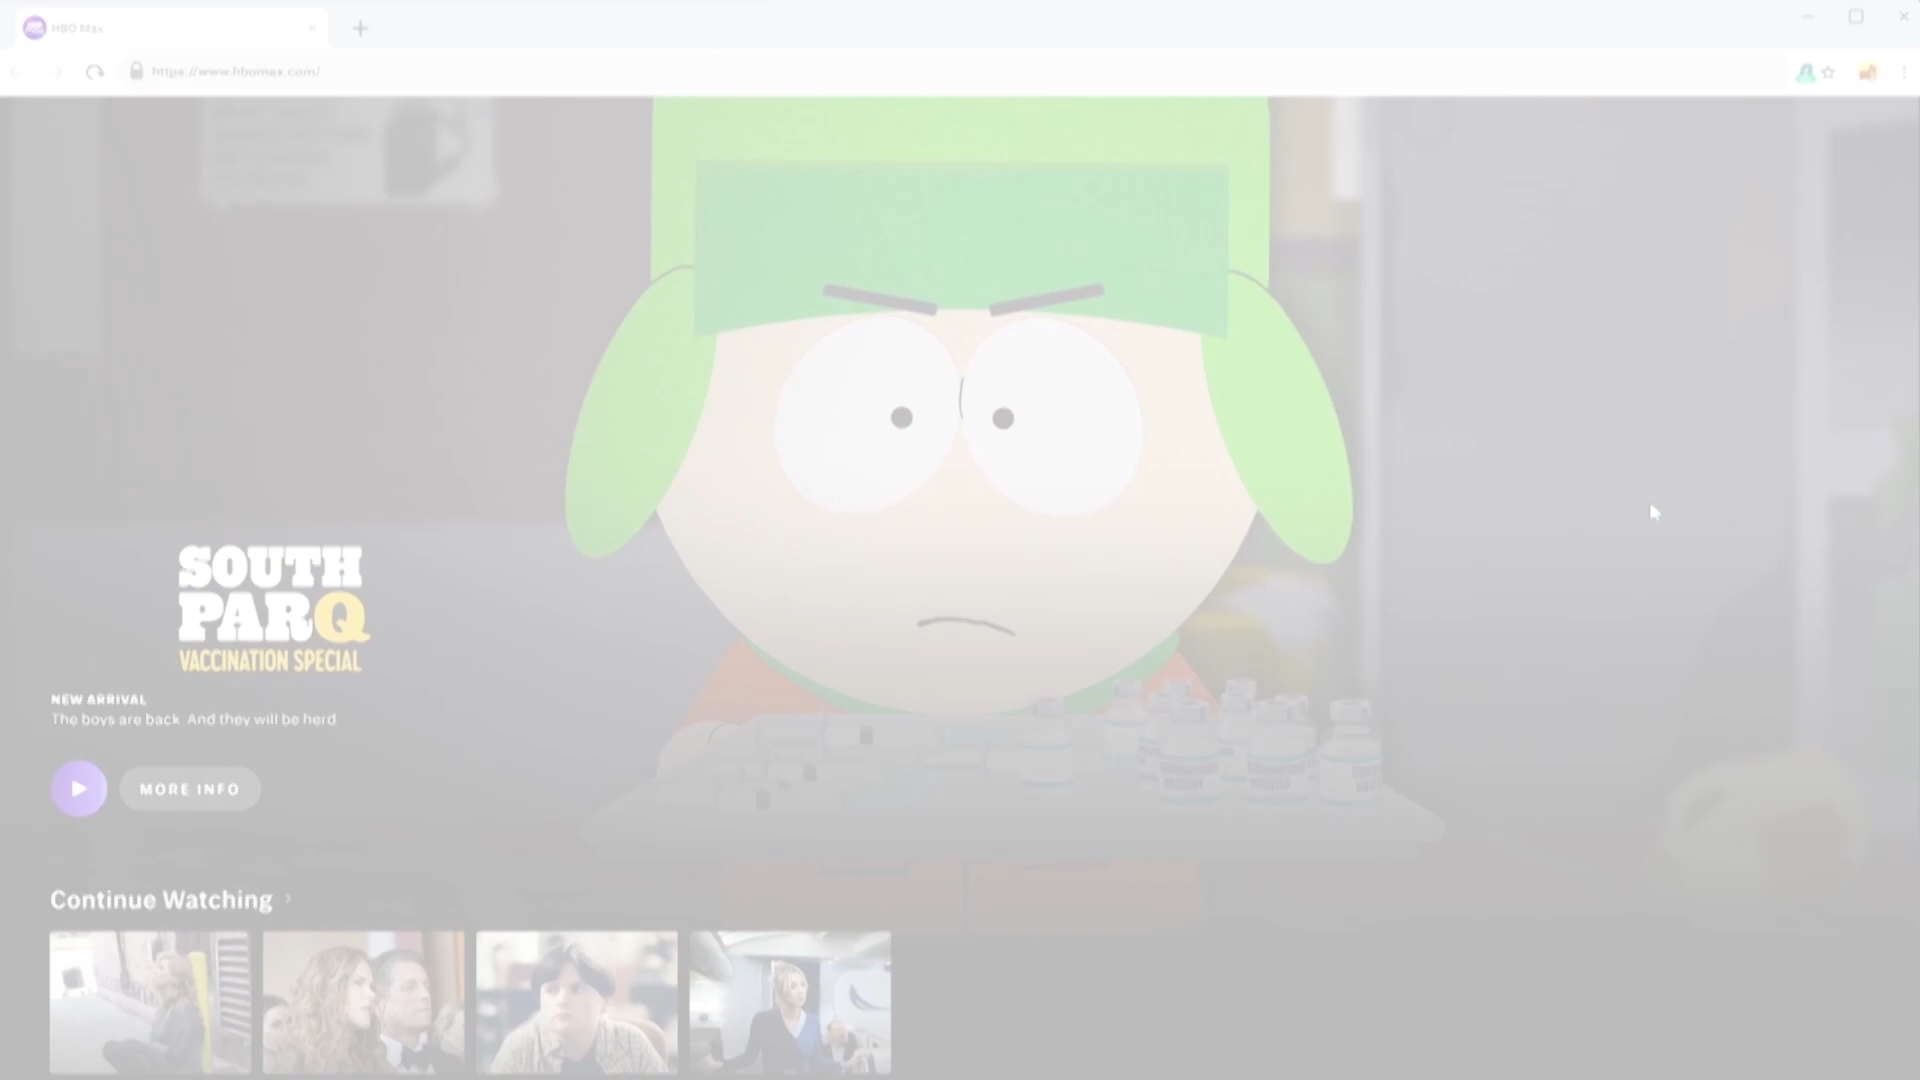 HBO Max
https://www.hbomax.com/
SOUTH
PARQ
VACCINATION SPECIAL
NEW ARRIVAL
The boys are back. And they will be herd.
MORE INFO
Continue Watching